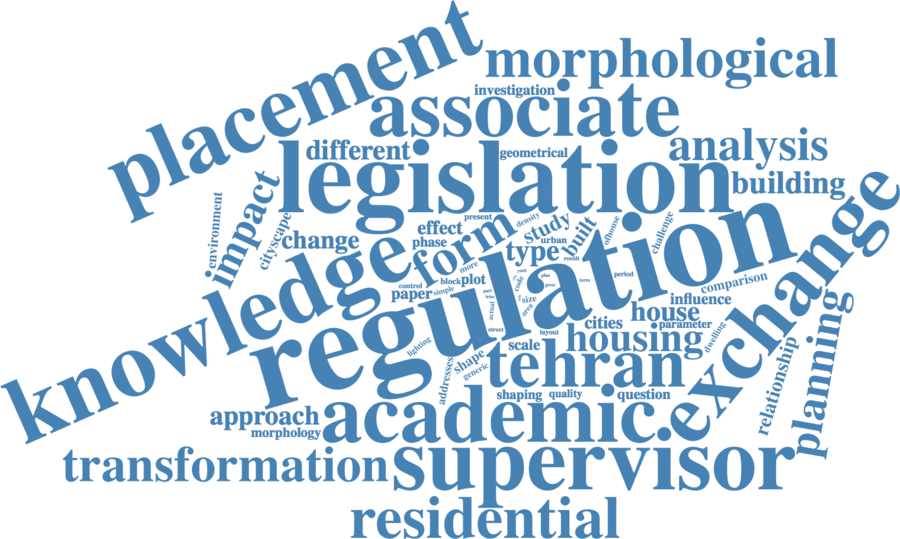 placement
morphological
investigation
associate
different
legislation
geometrical
analysis
building
environment
impact
cityscape
change
effect
phase
present
density
form
study
urban
built
result
ofhouse
challenge
exchange
knowledge
regulation
type
more
block
plot
control
simple
paper
code
size
area
plus
term
period
comparison
influence
house
parameter
cities
housing
dwelling
relationship
planning
street
layout
actual
lighting
scale
shape
generic
addresses
tehran
shaping
quality
question
approach
morphology
academic
transformation
supervisor
residential